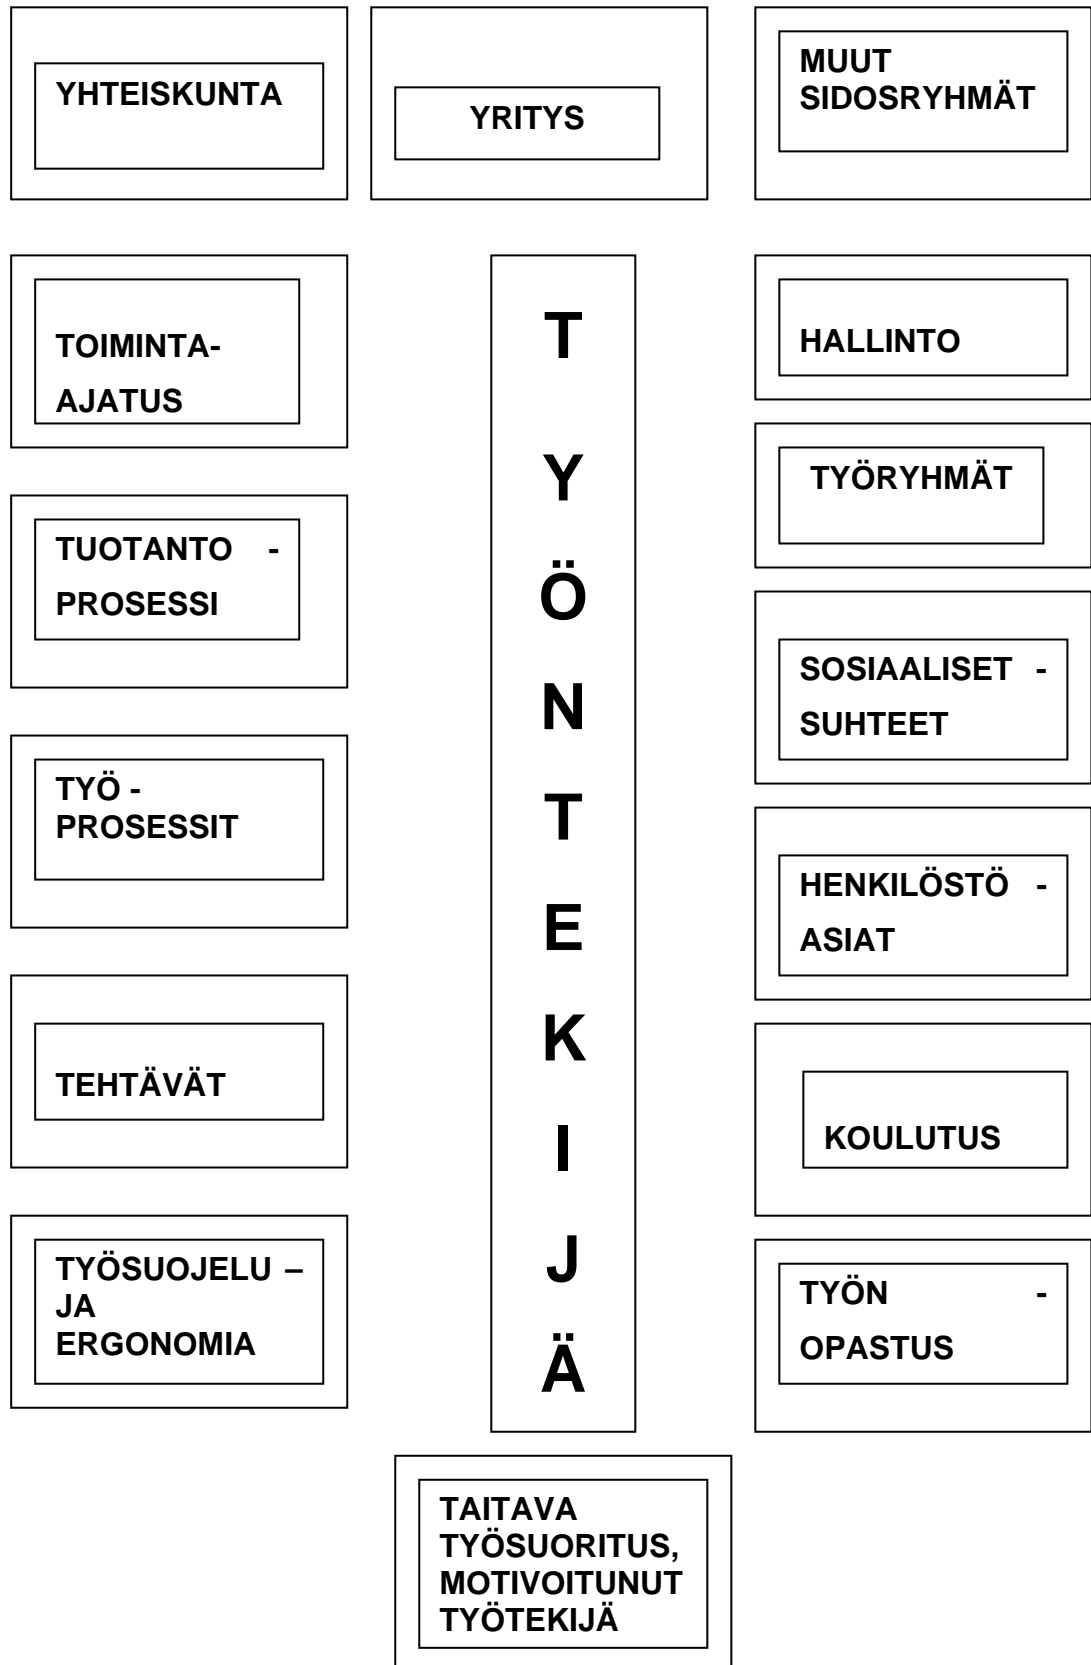 YHTEISKUNTA
YRITYS
MUUT
SIDOSRYHMÄT
TOIMINTA-
AJATUS
TUOTANTO -
PROSESSI
TYÖ -
PROSESSIT
TEHTÄVÄT
TYÖSUOJELU –
JA
ERGONOMIA
T
Y
Ö
N
T
E
K
I
J
Ä
HALLINTO
TYÖRYHMÄT
SOSIAALISET -
SUHTEET
HENKILÖSTÖ -
ASIAT
KOULUTUS
TYÖN -
OPASTUS
TAITAVA
TYÖSUORITUS,
MOTIVOITUNUT
TYÖTEKIJÄ